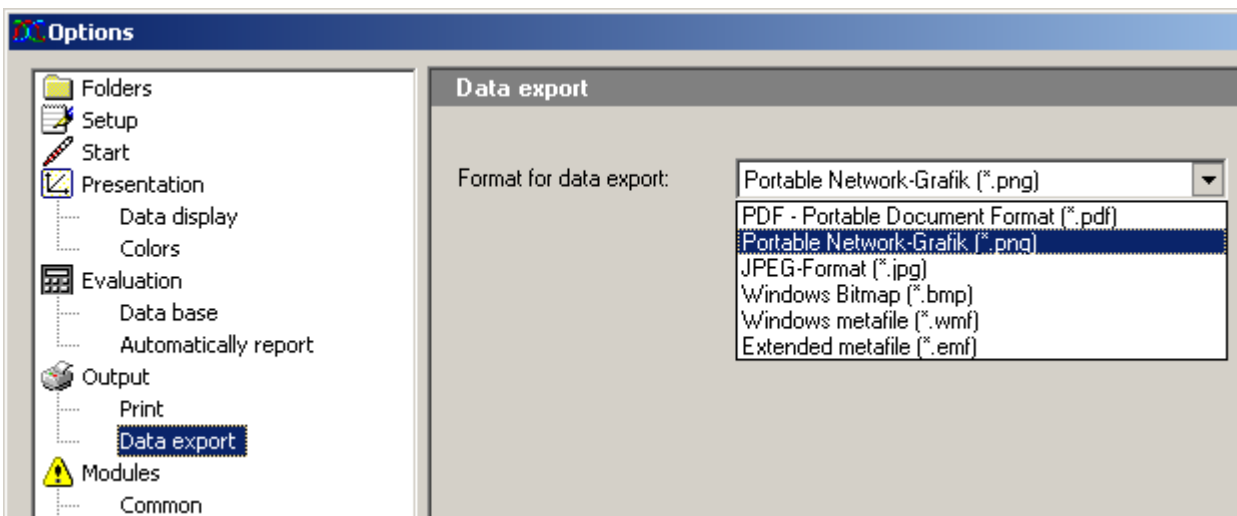 Options
Folders
Setup
Start
Presentation
Data display
Colors
Evaluation
Data base
Automatically report
Output
Print
Data export
Modules
Common
Data export
Format for data export:
Portable Network-Grafik (*.png)
PDF - Portable Document Format (*.pdf)
Portable Network-Grafik (*.png)
JPEG-Format (*.jpg)
Windows Bitmap (*.bmp)
Windows metafile (*.wmf)
Extended metafile (*.emf)